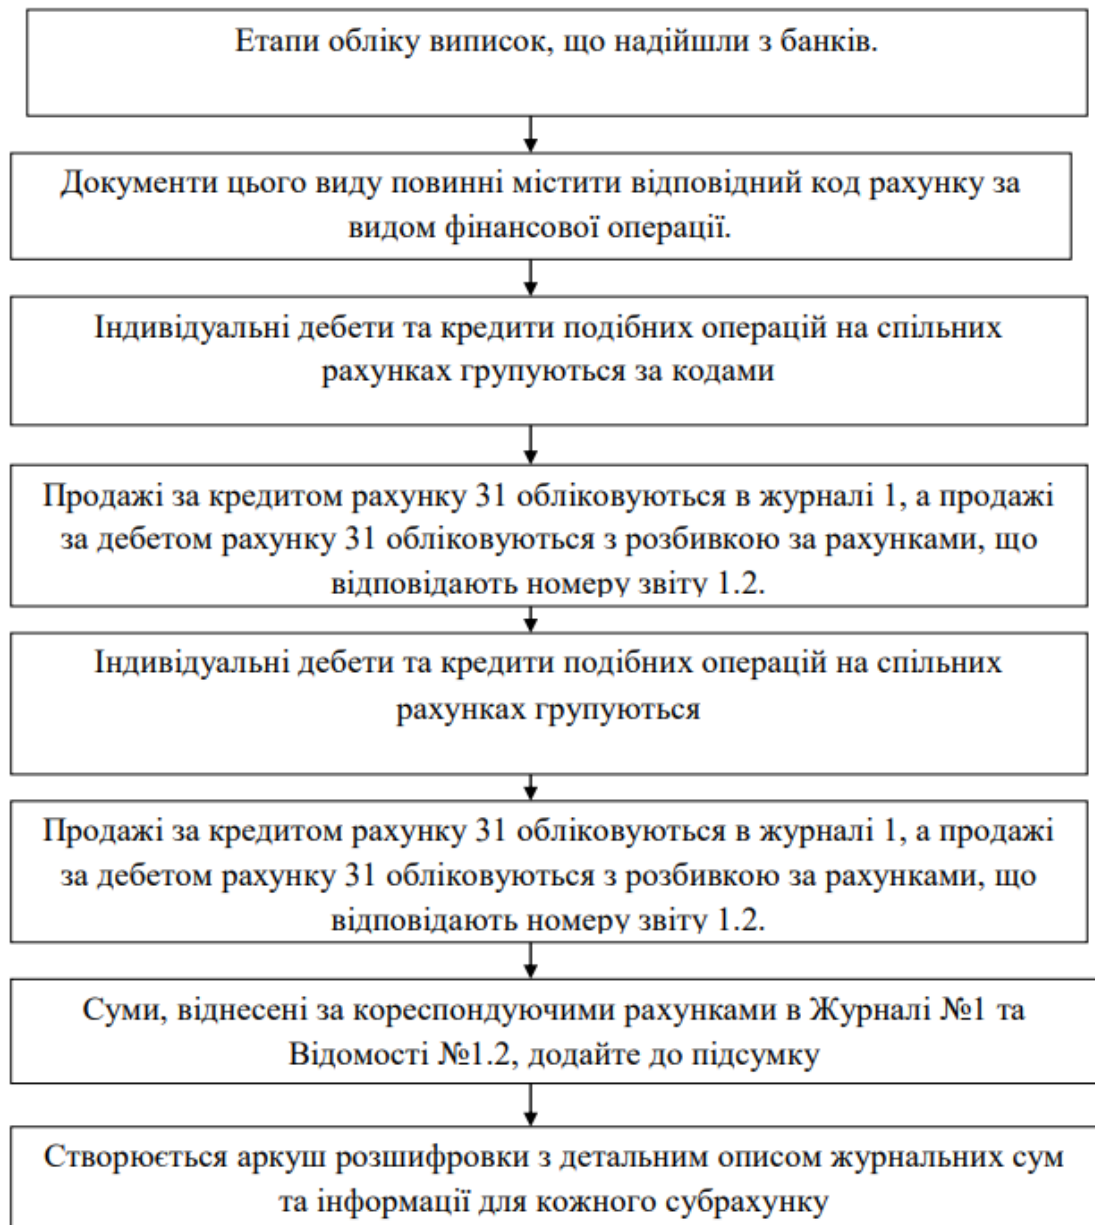 Етапи обліку виписок, що надійшли з банків.
Документи цього виду повинні містити відповідний код рахунку за
видом фінансової операції.
Індивідуальні дебети та кредити подібних операцій на спільних
рахунках групуються за кодами
Продажі за кредитом рахунку 31 обліковуються в журналі 1, а продажі
за дебетом рахунку 31 обліковуються з розбивкою за рахунками, що
відповідають номеру звіту 1.2.
Індивідуальні дебети та кредити подібних операцій на спільних
рахунках групуються
Продажі за кредитом рахунку 31 обліковуються в журналі 1, а продажі
за дебетом рахунку 31 обліковуються з розбивкою за рахунками, що
відповідають номеру звіту 1.2.
Суми, віднесені за кореспондуючими рахунками в Журналі №1 та
Відомості №1.2, додайте до підсумку
Створюється аркуш розшифровки з детальним описом журнальних сум
та інформації для кожного субрахунку